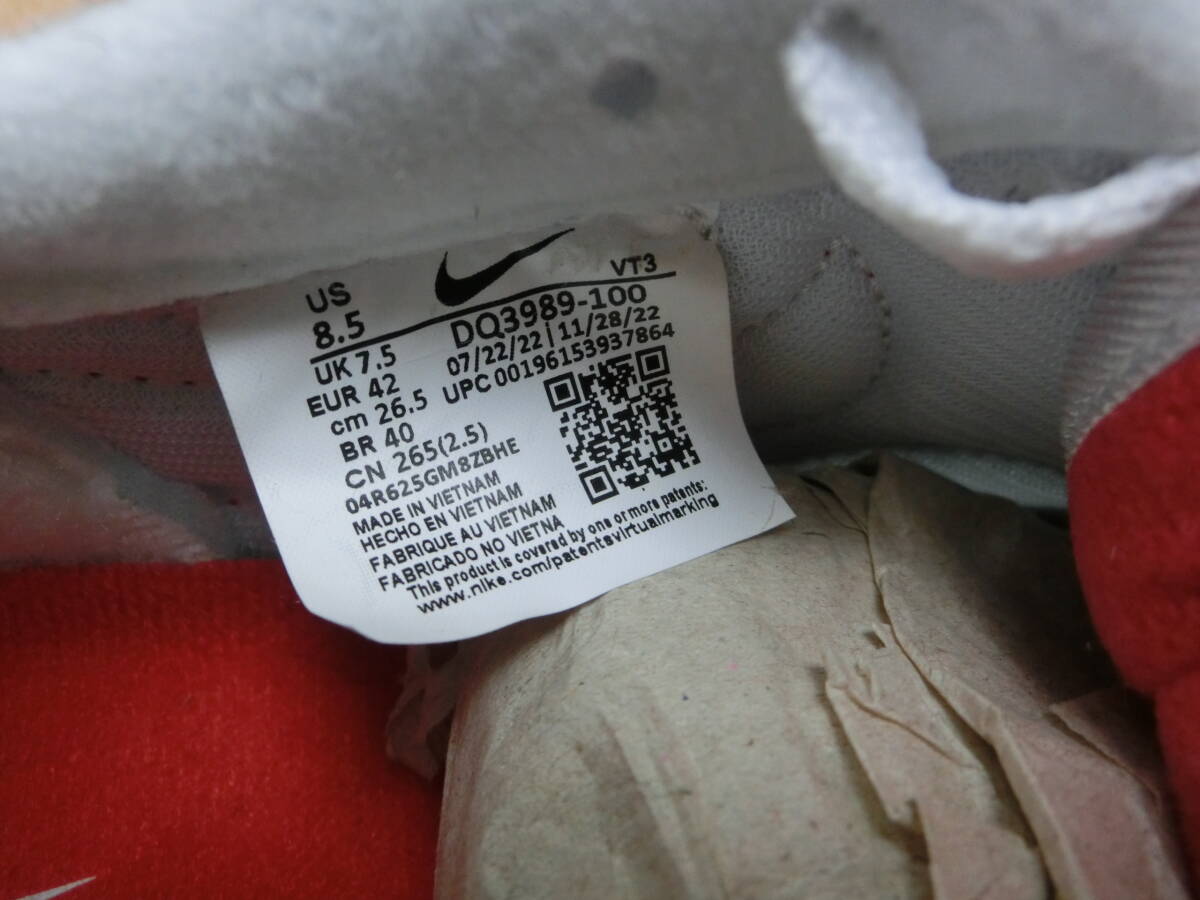 US
8.5
VT3
UK 7.5
DQ3989-100
EUR 42
07/22/22 | 11/28/22
cm 26.5
UPC 00196153937864
BR 40
CN 265(2.5)
04R625GM8ZBHE
MADE IN VIETNAM
HECHO EN VIETNAM
FABRIQUE AU VIETNAM
FABRICADO NO VIETNA
This product is covered by one or more patents:
www.nike.com/patentsvirtualmarking